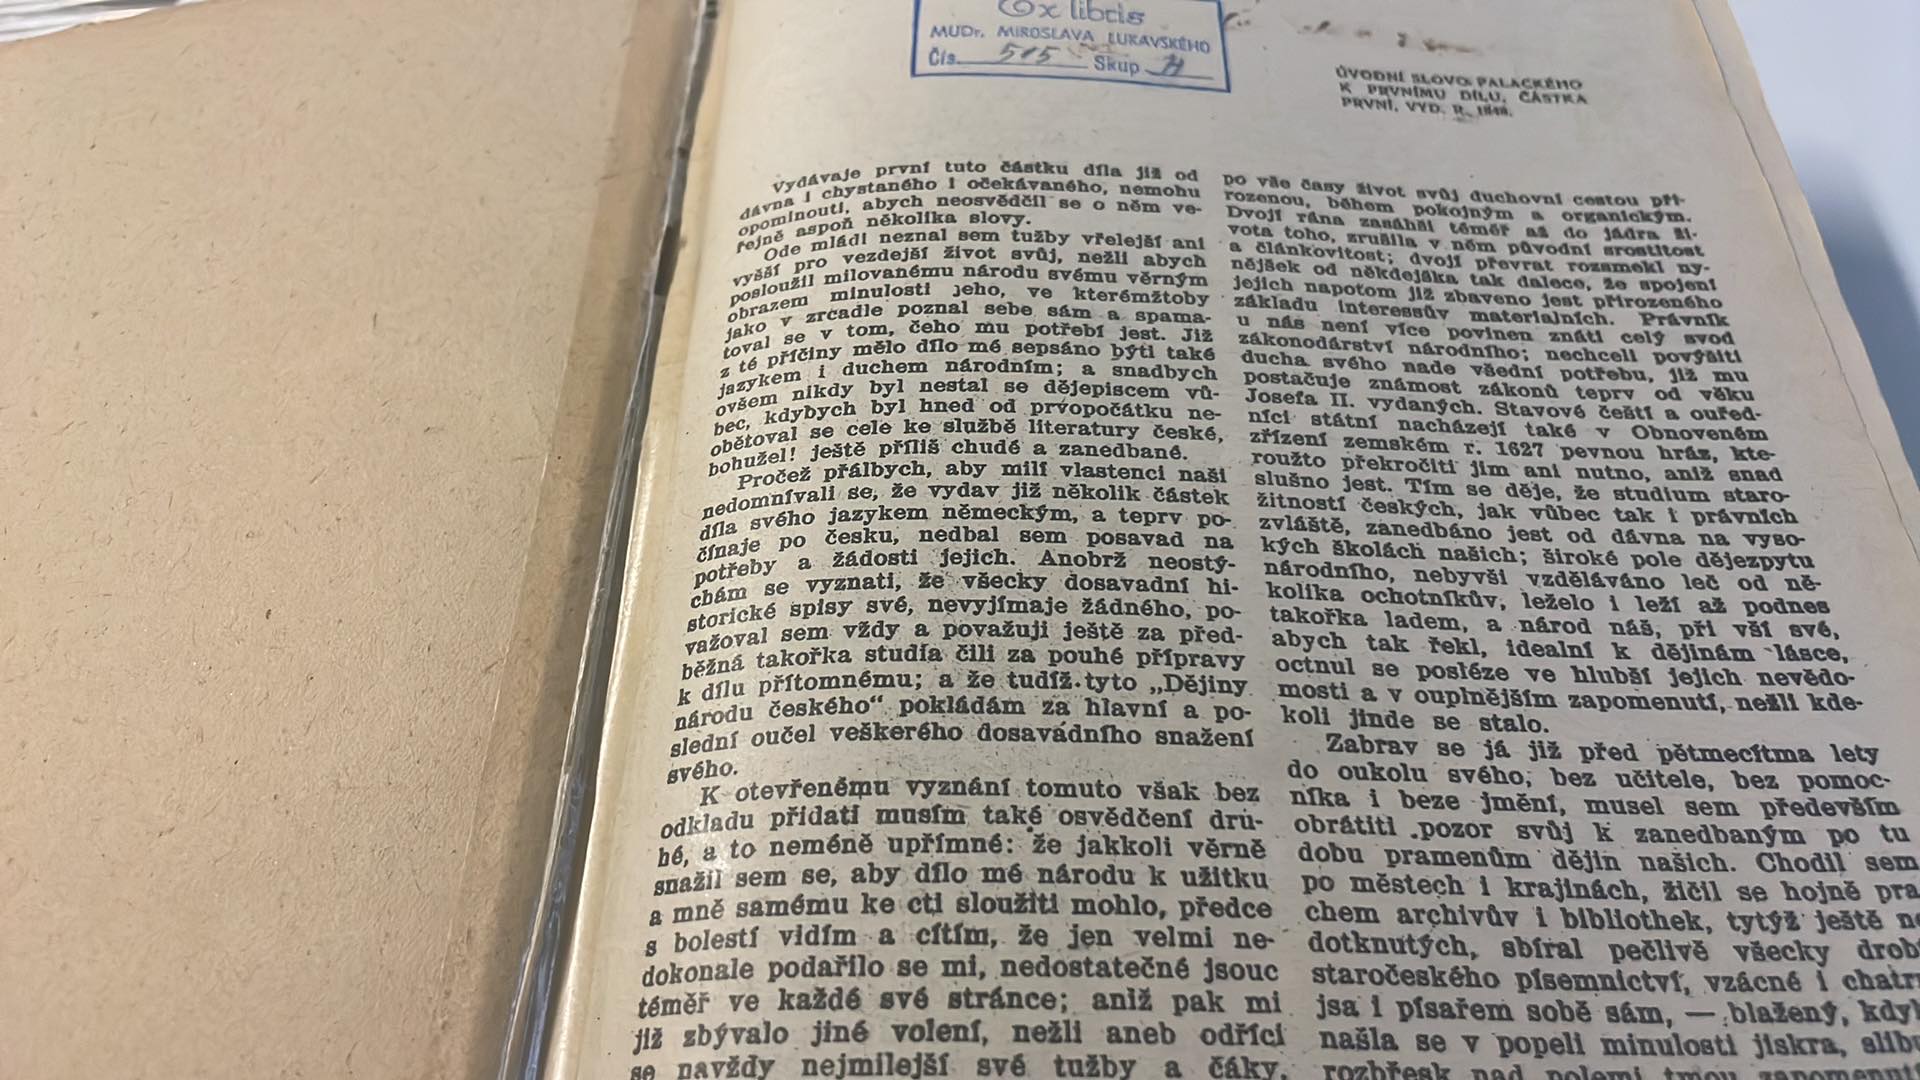 Ex libris
MUDr. MIROSLAVA LUKAVSKÉHO
Čís. 515 Skup H
ÚVODNÍ SLOVO PALACKÉHO
K PRVNÍMU DÍLU, ČÁSTKA
PRVNÍ, VYD. R. 1848.
Vydávaje první tuto částku díla již od
dávna i chystaného i očekávaného, nemohu
opominouti, abych neosvědčil se o něm ve-
řejně aspoň několika slovy.
Ode mládí neznal sem tužby vřelejší ani
vyšší pro vezdejší život svůj, nežli abych
posloužil milovanému národu svému věrným
obrazem minulosti jeho, ve kterémžtoby
jako v zrcadle poznal sebe sám a spama-
toval se v tom, čeho mu potřebí jest. Již
z té příčiny mělo dílo mé sepsáno býti také
jazykem i duchem národním; a snadbych
ovšem nikdy byl nestal se dějepiscem vů-
bec, kdybych byl hned od prvopočátku ne-
obětoval se cele ke službě literatury české,
bohužel! ještě příliš chudé a zanedbané.
Pročež přálbych, aby milí vlastenci naši
nedomnívali se, že vydav již několik částek
díla svého jazykem německým, a teprv po-
čínaje po česku, nedbal sem posavad na
potřeby a žádosti jejich. Anobrž neostý-
chám se vyznati, že všecky dosavadní hi-
storické spisy své, nevyjímaje žádného, po-
važoval sem vždy a považuji ještě za před-
běžná takořka studia čili za pouhé přípravy
k dílu přítomnému; a že tudíž tyto „Dějiny
národu českého“ pokládám za hlavní a po-
slední oučel veškerého dosavádního snažení
svého.
K otevřenému vyznání tomuto však bez
odkladu přidati musím také osvědčení dru-
hé, a to neméně upřímné: že jakkoli věrně
snažil sem se, aby dílo mé národu k užitku
a mně samému ke cti sloužiti mohlo, předce
s bolestí vidím a cítím, že jen velmi ne-
dokonale podařilo se mi, nedostatečné jsouc
téměř ve každé své stránce; aniž pak mi
již zbývalo jiné volení, nežli aneb odříci
se navždy nejmilejší své tužby a čáky,
po vše časy život svůj duchovní cestou při-
rozenou, během pokojným a organickým.
Dvojí rána zasáhši téměř až do jádra ži-
vota toho, zrušila v něm původní srostitost
a článkovitost; dvojí převrat rozsmekl ny-
nějšek od někdejška tak dalece, že spojení
jejich napotom již zbaveno jest přirozeného
základu interessův materialních. Právník
u nás není více povinen znáti celý svod
zákonodárství národního; nechceli povýšiti
ducha svého nade všední potřebu, již mu
postačuje známost zákonů teprv od věku
Josefa II. vydaných. Stavové čeští a ouřed-
níci státní nacházejí také v Obnoveném
zřízení zemském r. 1627 pevnou hráz, kte-
roužto překročiti jim ani nutno, aniž snad
slušno jest. Tím se děje, že studium staro-
žitností českých, jak vůbec tak i právních
zvláště, zanedbáno jest od dávna na vyso-
kých školách našich; široké pole dějezpytu
národního, nebyvši vzděláváno leč od ně-
kolika ochotníkův, leželo i leží až podnes
takořka ladem, a národ náš, při vší své,
abych tak řekl, idealní k dějinám lásce,
octnul se posléze ve hlubší jejich nevědo-
mosti a v ouplnějším zapomenutí, nežli kde-
koli jinde se stalo.
Zabrav se já již před pětmecítma lety
do oukolu svého, bez učitele, bez pomoc-
níka i beze jmění, musel sem především
obrátiti pozor svůj k zanedbaným po tu
dobu pramenům dějin našich. Chodil sem
po městech i krajinách, žičil se hojně pra
chem archivův i bibliothek, tytýž ještě ne
dotknutých, sbíral pečlivě všecky drob
staročeského písemnictví, vzácné i chatr
jsa i písařem sobě sám, — blažený, kdy
našla se v popeli minulosti jiskra, slib
rozbřesk nad polemi tmou zapomenutí